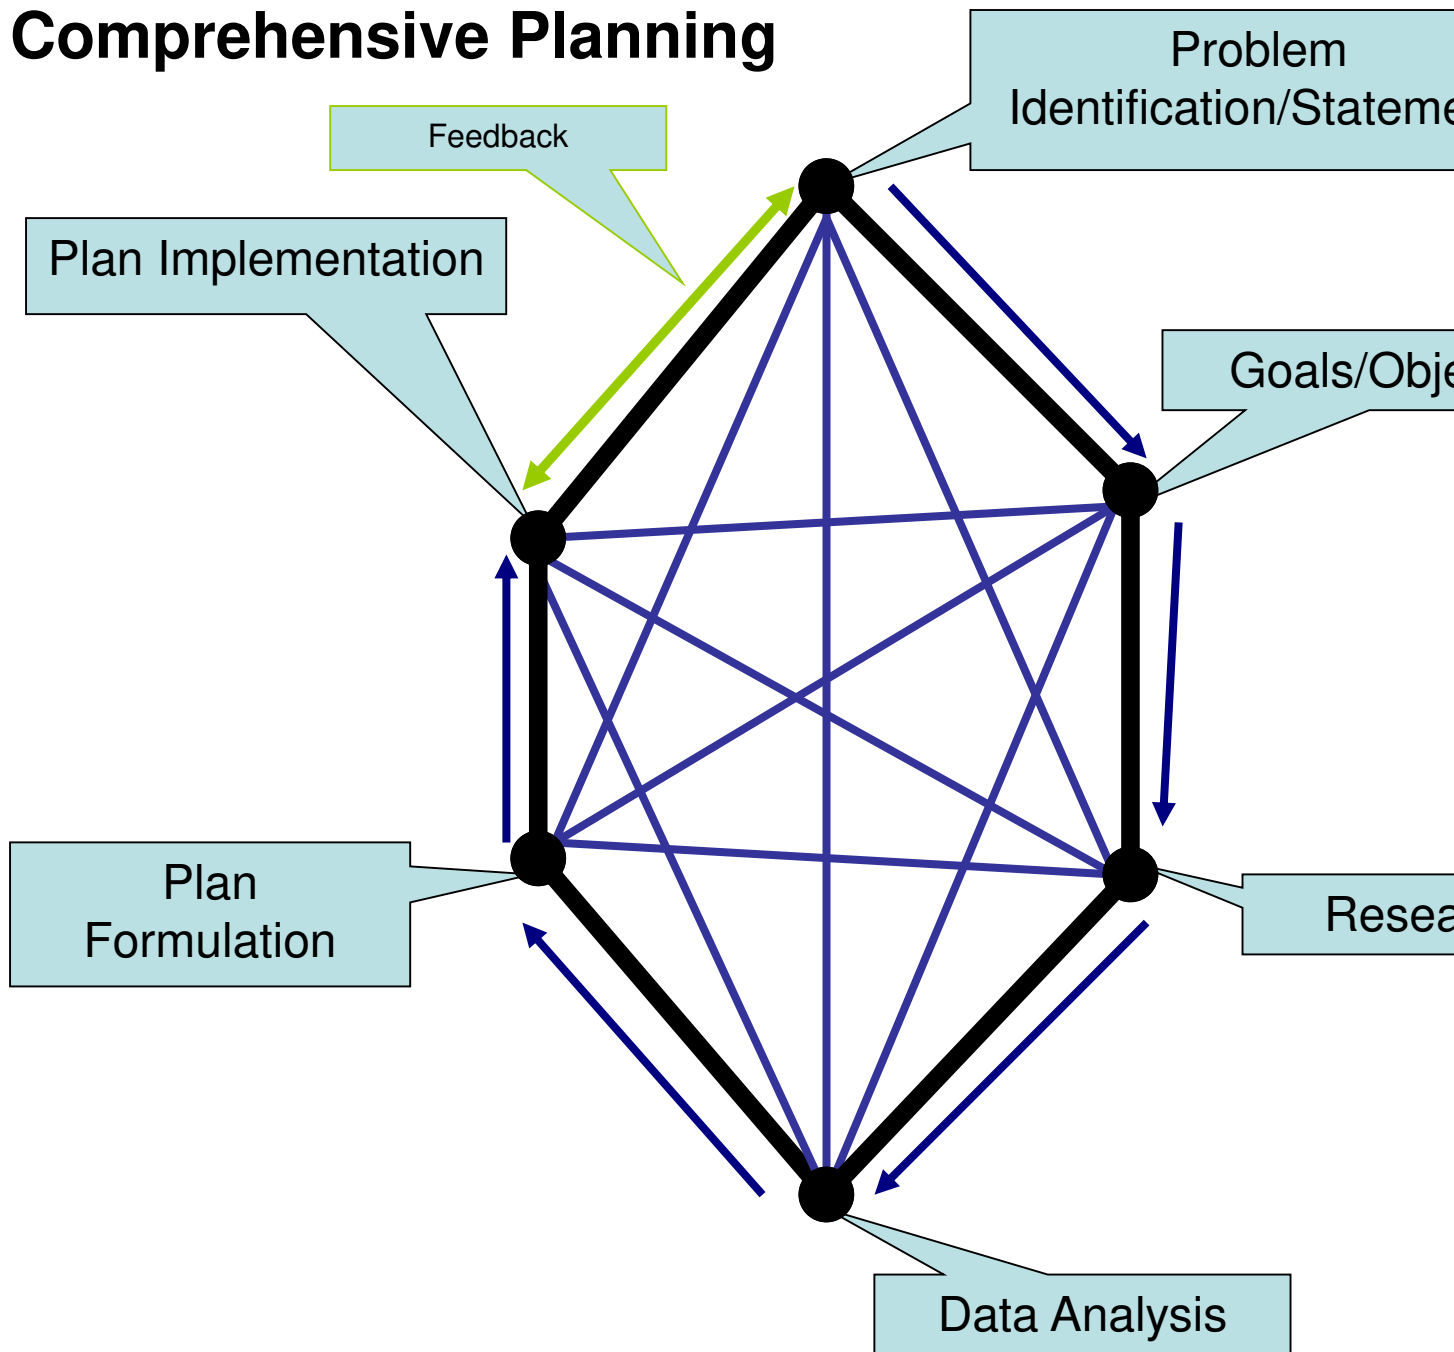 Comprehensive Planning
Problem
Identification/Stateme
Feedback
Plan Implementation
Goals/Obje
Plan
Formulation
Resea
Data Analysis